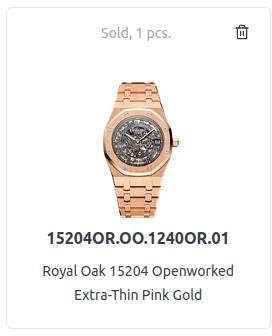 Sold, 1 pcs.
15204OR.OO.1240OR.01
Royal Oak 15204 Openworked
Extra-Thin Pink Gold